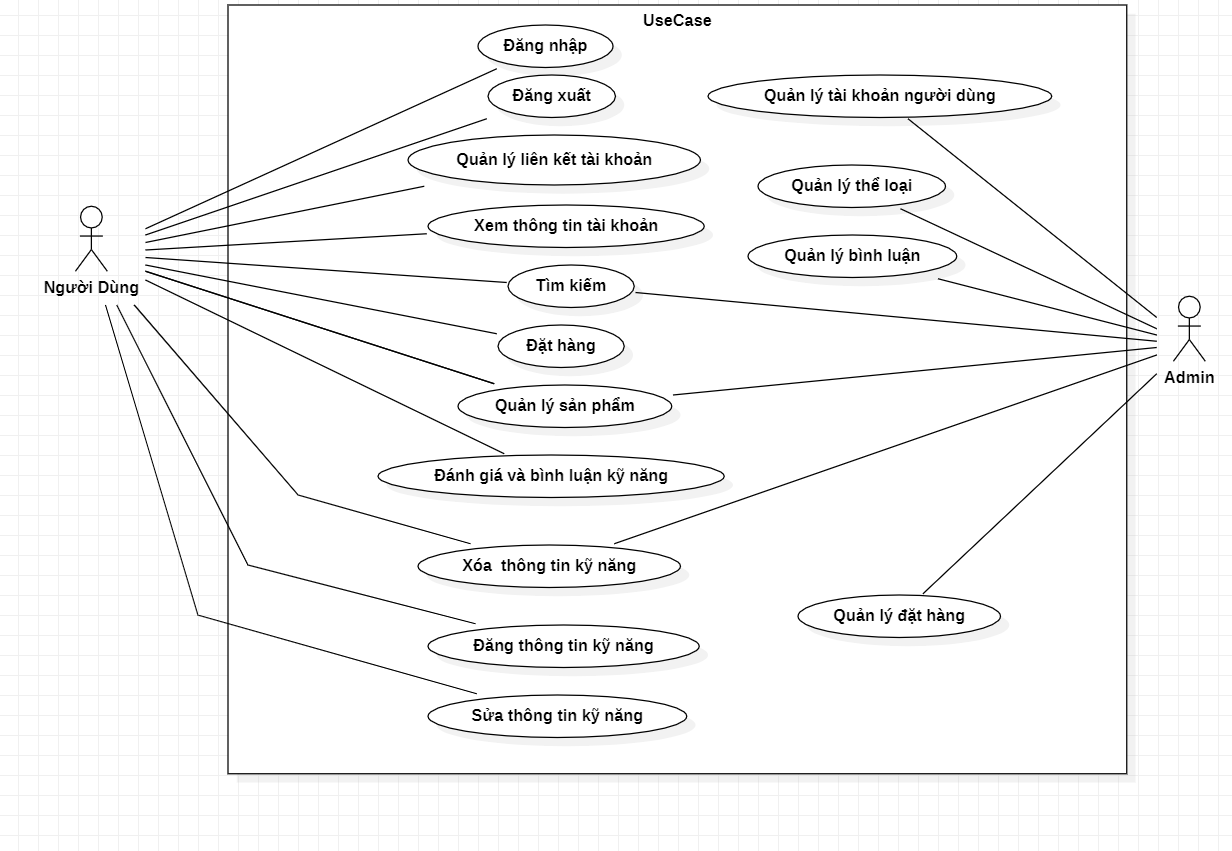 UseCase
Đăng nhập
Đăng xuất
Quản lý tài khoản người dùng
Quản lý liên kết tài khoản
Quản lý thể loại
Xem thông tin tài khoản
Quản lý bình luận
Tìm kiếm
Người Dùng
Đặt hàng
Admin
Quản lý sản phẩm
Đánh giá và bình luận kỹ năng
Xóa  thông tin kỹ năng
Quản lý đặt hàng
Đăng thông tin kỹ năng
Sửa thông tin kỹ năng